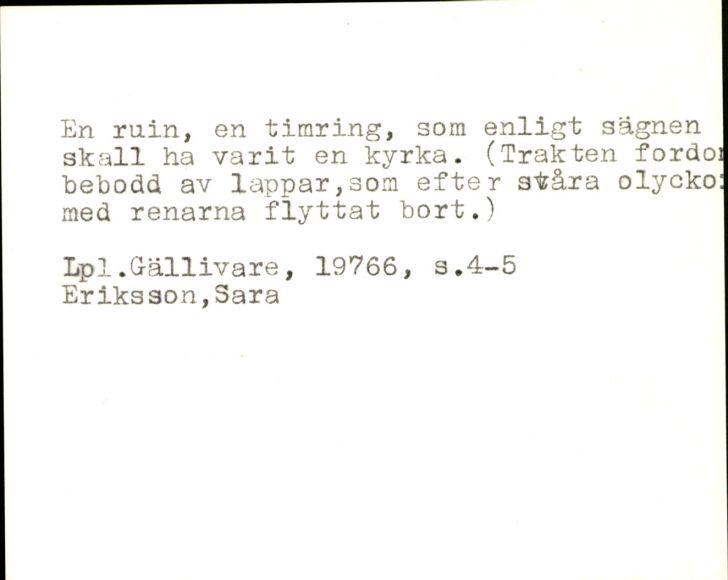 En ruin, en timring, som enligt sägnen
skall ha varit en kyrka. (Trakten fordo
bebodd av lappar,som efter svåra olycko
med renarna flyttat bort.)
Lpl.Gällivare, 19766, s.4-5
Eriksson,Sara